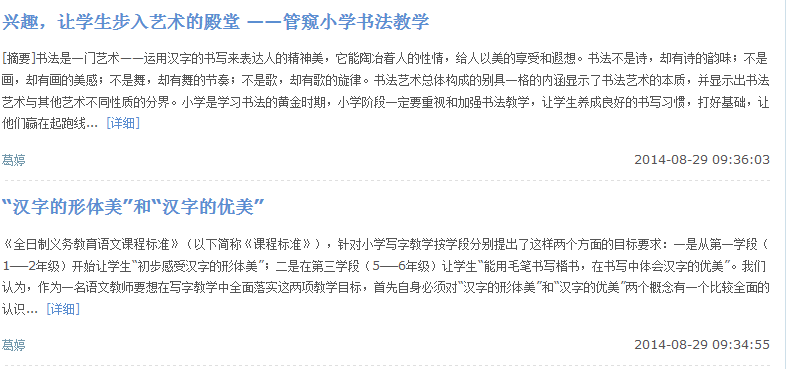 兴趣，让学生步入艺术的殿堂 ——管窥小学书法教学
[摘要]书法是一门艺术——运用汉字的书写来表达人的精神美，它能陶冶着人的性情，给人以美的享受和遐想。书法不是诗，却有诗的韵味；不是
画，却有画的美感；不是舞，却有舞的节奏；不是歌，却有歌的旋律。书法艺术总体构成的别具一格的内涵显示了书法艺术的本质，并显示出书法
艺术与其他艺术不同性质的分界。小学是学习书法的黄金时期，小学阶段一定要重视和加强书法教学，让学生养成良好的书写习惯，打好基础，让
他们赢在起跑线... [详细]
葛婷 2014-08-29 09:36:03
“汉字的形体美”和“汉字的优美”
《全日制义务教育语文课程标准》（以下简称《课程标准》），针对小学写字教学按学段分别提出了这样两个方面的目标要求：一是从第一学段（
1——2年级）开始让学生“初步感受汉字的形体美”；二是在第三学段（5——6年级）让学生“能用毛笔书写楷书，在书写中体会汉字的优美”。我们
认为，作为一名语文教师要想在写字教学中全面落实这两项教学目标，首先自身必须对“汉字的形体美”和“汉字的优美”两个概念有一个比较全面的
认识... [详细]
葛婷 2014-08-29 09:34:55